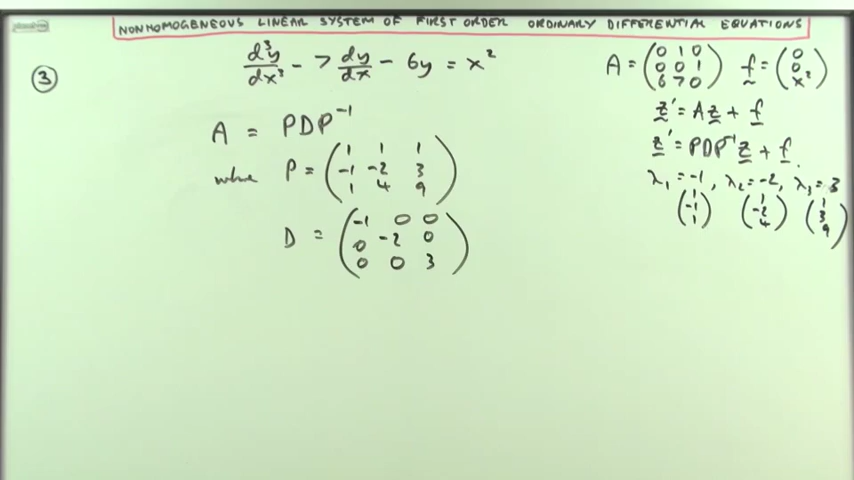 NONHOMOGENEOUS LINEAR SYSTEM OF FIRST ORDER ORDINARY DIFFERENTIAL EQUATIONS
③ d³y/dx³ - 7 dy/dx - 6y = x²
A = PDP⁻¹
where P = (1 1 1; -1 -2 3; 1 4 9)
D = (-1 0 0; 0 -2 0; 0 0 3)
A = (0 1 0; 0 0 1; 6 7 0) f = (0; 0; x²)
z' = Az + f
z' = PDP⁻¹z + f.
λ₁ = -1, λ₂ = -2, λ₃ = 3
(1; -1; 1) (1; -2; 4) (1; 3; 9)